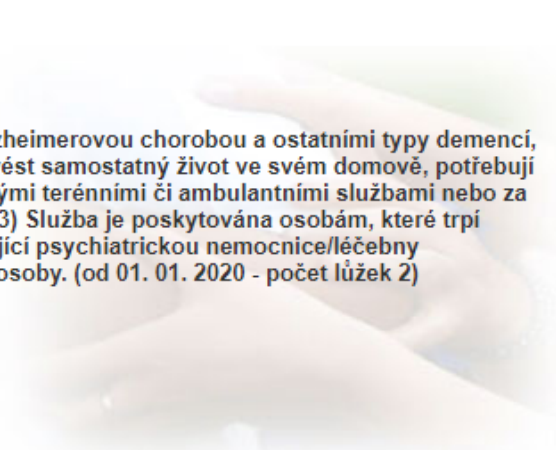 zheimerovou chorobou a ostatními typy demencí,
ést samostatný život ve svém domově, potřebují
ými terénními či ambulantními službami nebo za
3) Služba je poskytována osobám, které trpí
jící psychiatrickou nemocnice/léčebny
osoby. (od 01. 01. 2020 - počet lůžek 2)